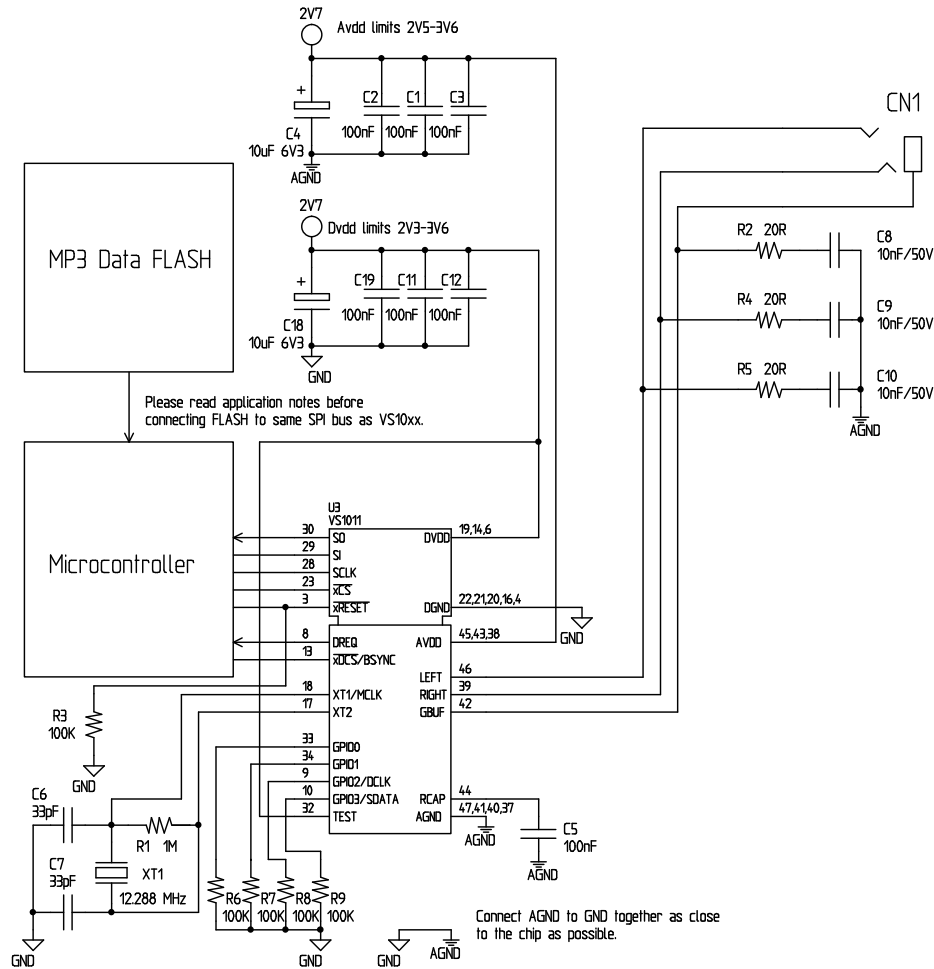 2V7
Avdd limits 2V5-3V6
+
C4
10uF 6V3
C2
100nF
C1
100nF
C3
100nF
AGND
2V7
Dvdd limits 2V3-3V6
+
C18
10uF 6V3
C19
100nF
C11
100nF
C12
100nF
GND
CN1
R2 20R
C8
10nF/50V
R4 20R
C9
10nF/50V
R5 20R
C10
10nF/50V
AGND
MP3 Data FLASH
Please read application notes before
connecting FLASH to same SPI bus as VS10xx.
Microcontroller
U3
VS1011
30 SO
29 SI
28 SCLK
23 xCS
3 xRESET
8 DREQ
13 xDCS/BSYNC
18 XT1/MCLK
17 XT2
33 GPIO0
34 GPIO1
9 GPIO2/DCLK
10 GPIO3/SDATA
32 TEST
DVDD 19,14,6
DGND 22,21,20,16,4
GND
AVDD 45,43,38
LEFT 46
RIGHT 39
GBUF 42
RCAP 44
AGND 47,41,40,37
AGND
C5
100nF
AGND
R3
100K
GND
C6
33pF
R1 1M
C7
33pF
XT1
12.288 MHz
GND
R6
100K
R7
100K
R8
100K
R9
100K
GND
GND
AGND
Connect AGND to GND together as close
to the chip as possible.